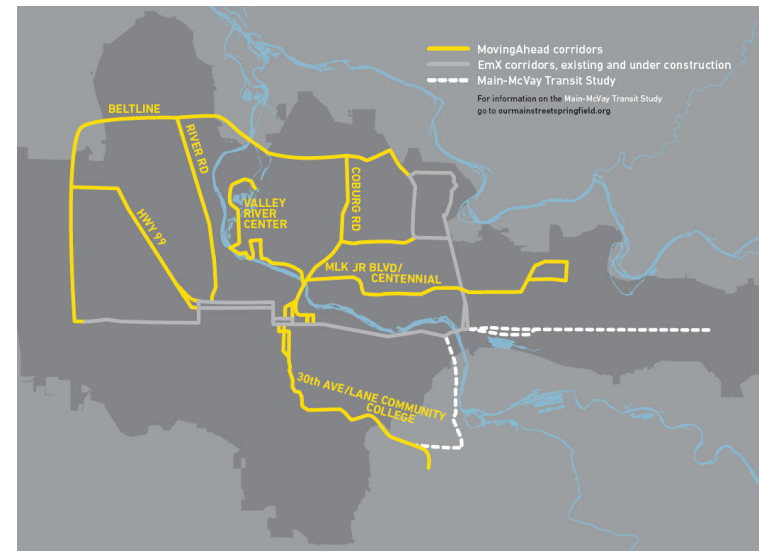 MovingAhead corridors
EmX corridors, existing and under construction
Main-McVay Transit Study
For information on the Main-McVay Transit Study
go to ourmainstreetspringfield.org
BELTLINE
RIVER RD
HWY 99
VALLEY
RIVER
CENTER
COBURG RD
MLK JR BLVD/
CENTENNIAL
30th AVE/LANE COMMUNITY
COLLEGE